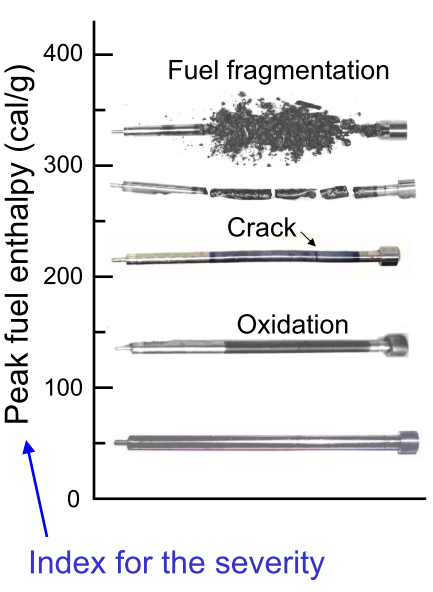 Peak fuel enthalpy (cal/g)
400
300
200
100
0
Fuel fragmentation
Crack
Oxidation
Index for the severity